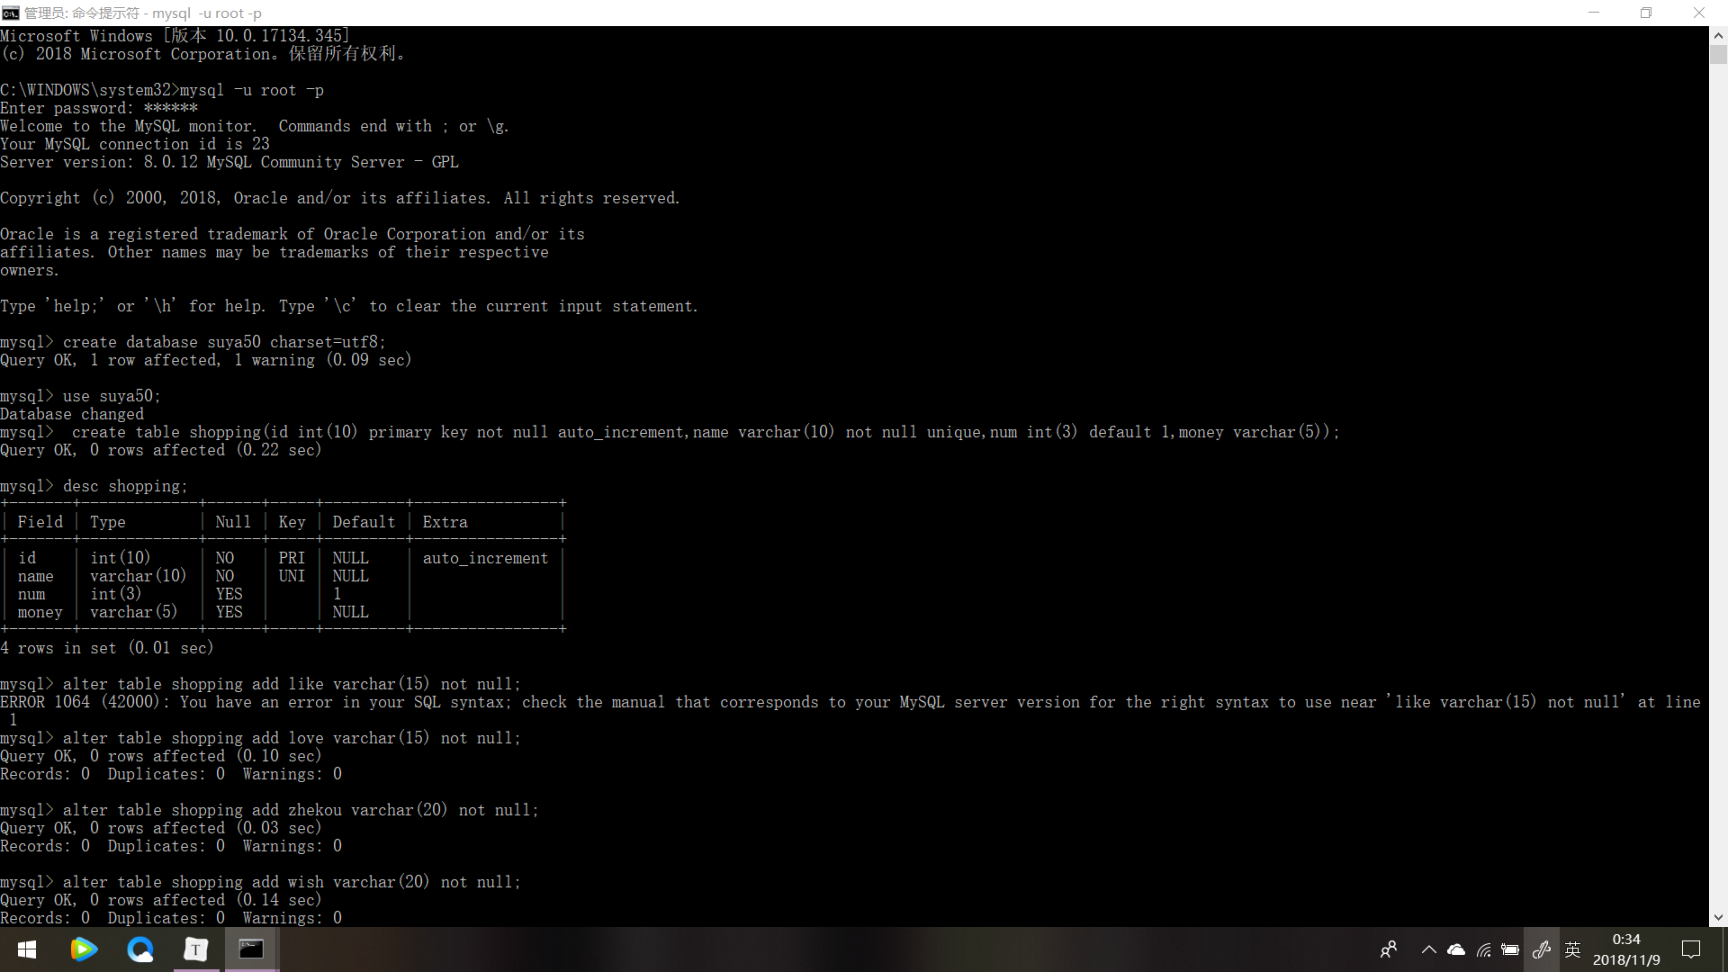 管理员: 命令提示符 - mysql  -u root -p
Microsoft Windows [版本 10.0.17134.345]
(c) 2018 Microsoft Corporation。保留所有权利。
C:\WINDOWS\system32>mysql -u root -p
Enter password: ******
Welcome to the MySQL monitor.  Commands end with ; or \g.
Your MySQL connection id is 23
Server version: 8.0.12 MySQL Community Server - GPL
Copyright (c) 2000, 2018, Oracle and/or its affiliates. All rights reserved.
Oracle is a registered trademark of Oracle Corporation and/or its
affiliates. Other names may be trademarks of their respective
owners.
Type 'help;' or '\h' for help. Type '\c' to clear the current input statement.
mysql> create database suya50 charset=utf8;
Query OK, 1 row affected, 1 warning (0.09 sec)
mysql> use suya50;
Database changed
mysql>  create table shopping(id int(10) primary key not null auto_increment,name varchar(10) not null unique,num int(3) default 1,money varchar(5));
Query OK, 0 rows affected (0.22 sec)
mysql> desc shopping;
+-------+-------------+------+-----+---------+----------------+
| Field | Type        | Null | Key | Default | Extra          |
+-------+-------------+------+-----+---------+----------------+
| id    | int(10)     | NO   | PRI | NULL    | auto_increment |
| name  | varchar(10) | NO   | UNI | NULL    |                |
| num   | int(3)      | YES  |     | 1       |                |
| money | varchar(5)  | YES  |     | NULL    |                |
+-------+-------------+------+-----+---------+----------------+
4 rows in set (0.01 sec)
mysql> alter table shopping add like varchar(15) not null;
ERROR 1064 (42000): You have an error in your SQL syntax; check the manual that corresponds to your MySQL server version for the right syntax to use near 'like varchar(15) not null' at line
 1
mysql> alter table shopping add love varchar(15) not null;
Query OK, 0 rows affected (0.10 sec)
Records: 0  Duplicates: 0  Warnings: 0
mysql> alter table shopping add zhekou varchar(20) not null;
Query OK, 0 rows affected (0.03 sec)
Records: 0  Duplicates: 0  Warnings: 0
mysql> alter table shopping add wish varchar(20) not null;
Query OK, 0 rows affected (0.14 sec)
Records: 0  Duplicates: 0  Warnings: 0
T
英
0:34
2018/11/9